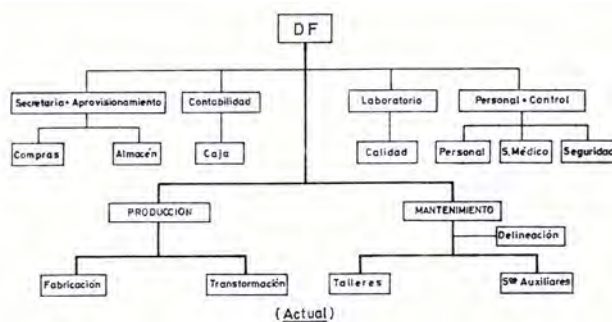 DF
Secretaria - Aprovisionamiento
Contabilidad
Laboratorio
Personal - Control
Compras
Almacén
Caja
Calidad
Personal
S. Médico
Seguridad
PRODUCCION
MANTENIMIENTO
Delineación
Fabricación
Transformación
Talleres
Sºˢ Auxiliares
(Actual)